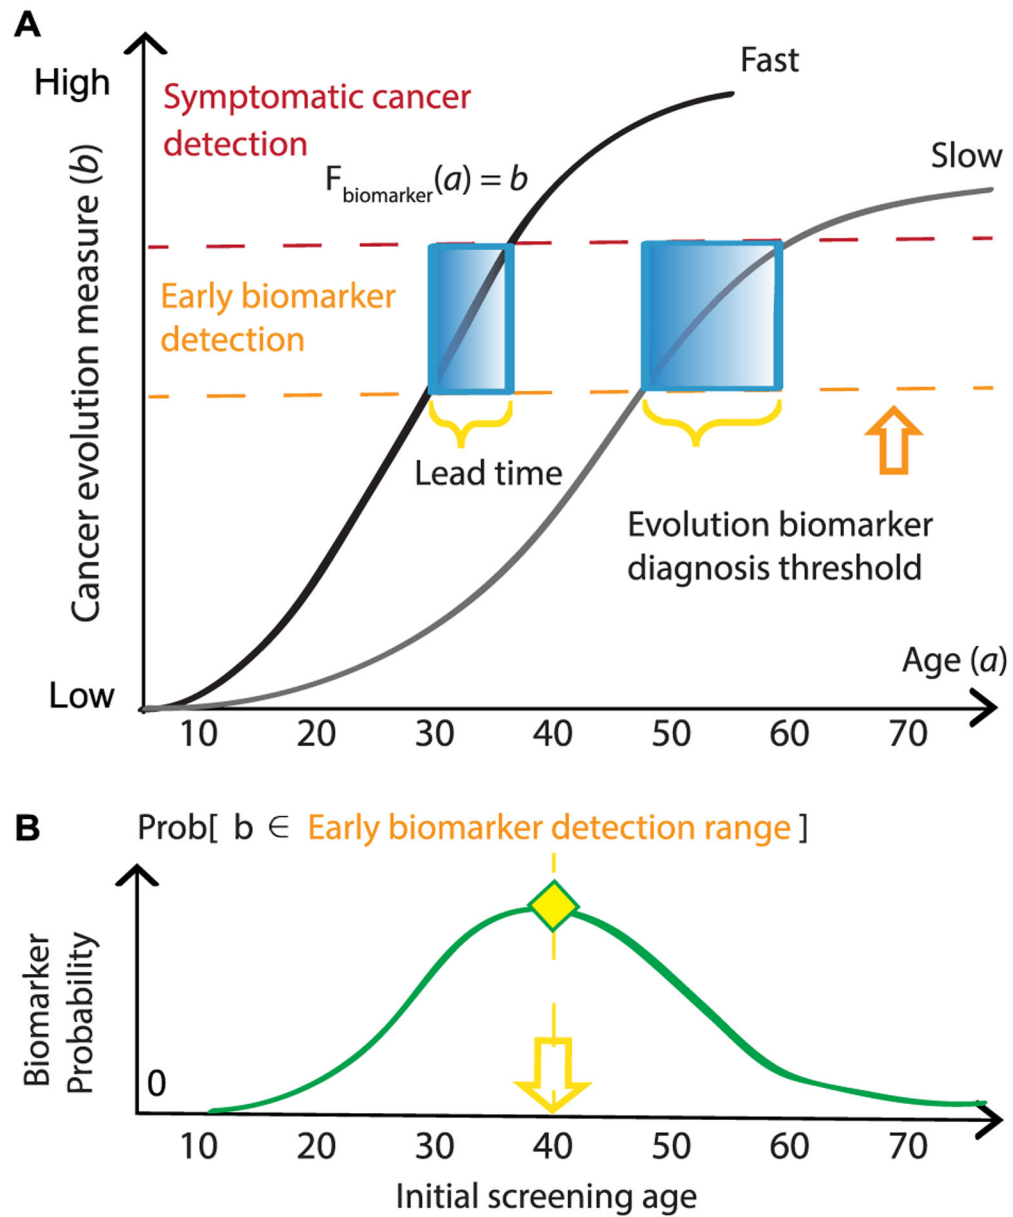 A
High
Symptomatic cancer
detection
Fast
Slow
F biomarker (a) = b
Early biomarker
detection
Cancer evolution measure (b)
Lead time
Evolution biomarker
diagnosis threshold
Age (a)
Low
10 20 30 40 50 60 70
B
Prob[ b ∈ Early biomarker detection range ]
Biomarker
Probability
0
10 20 30 40 50 60 70
Initial screening age